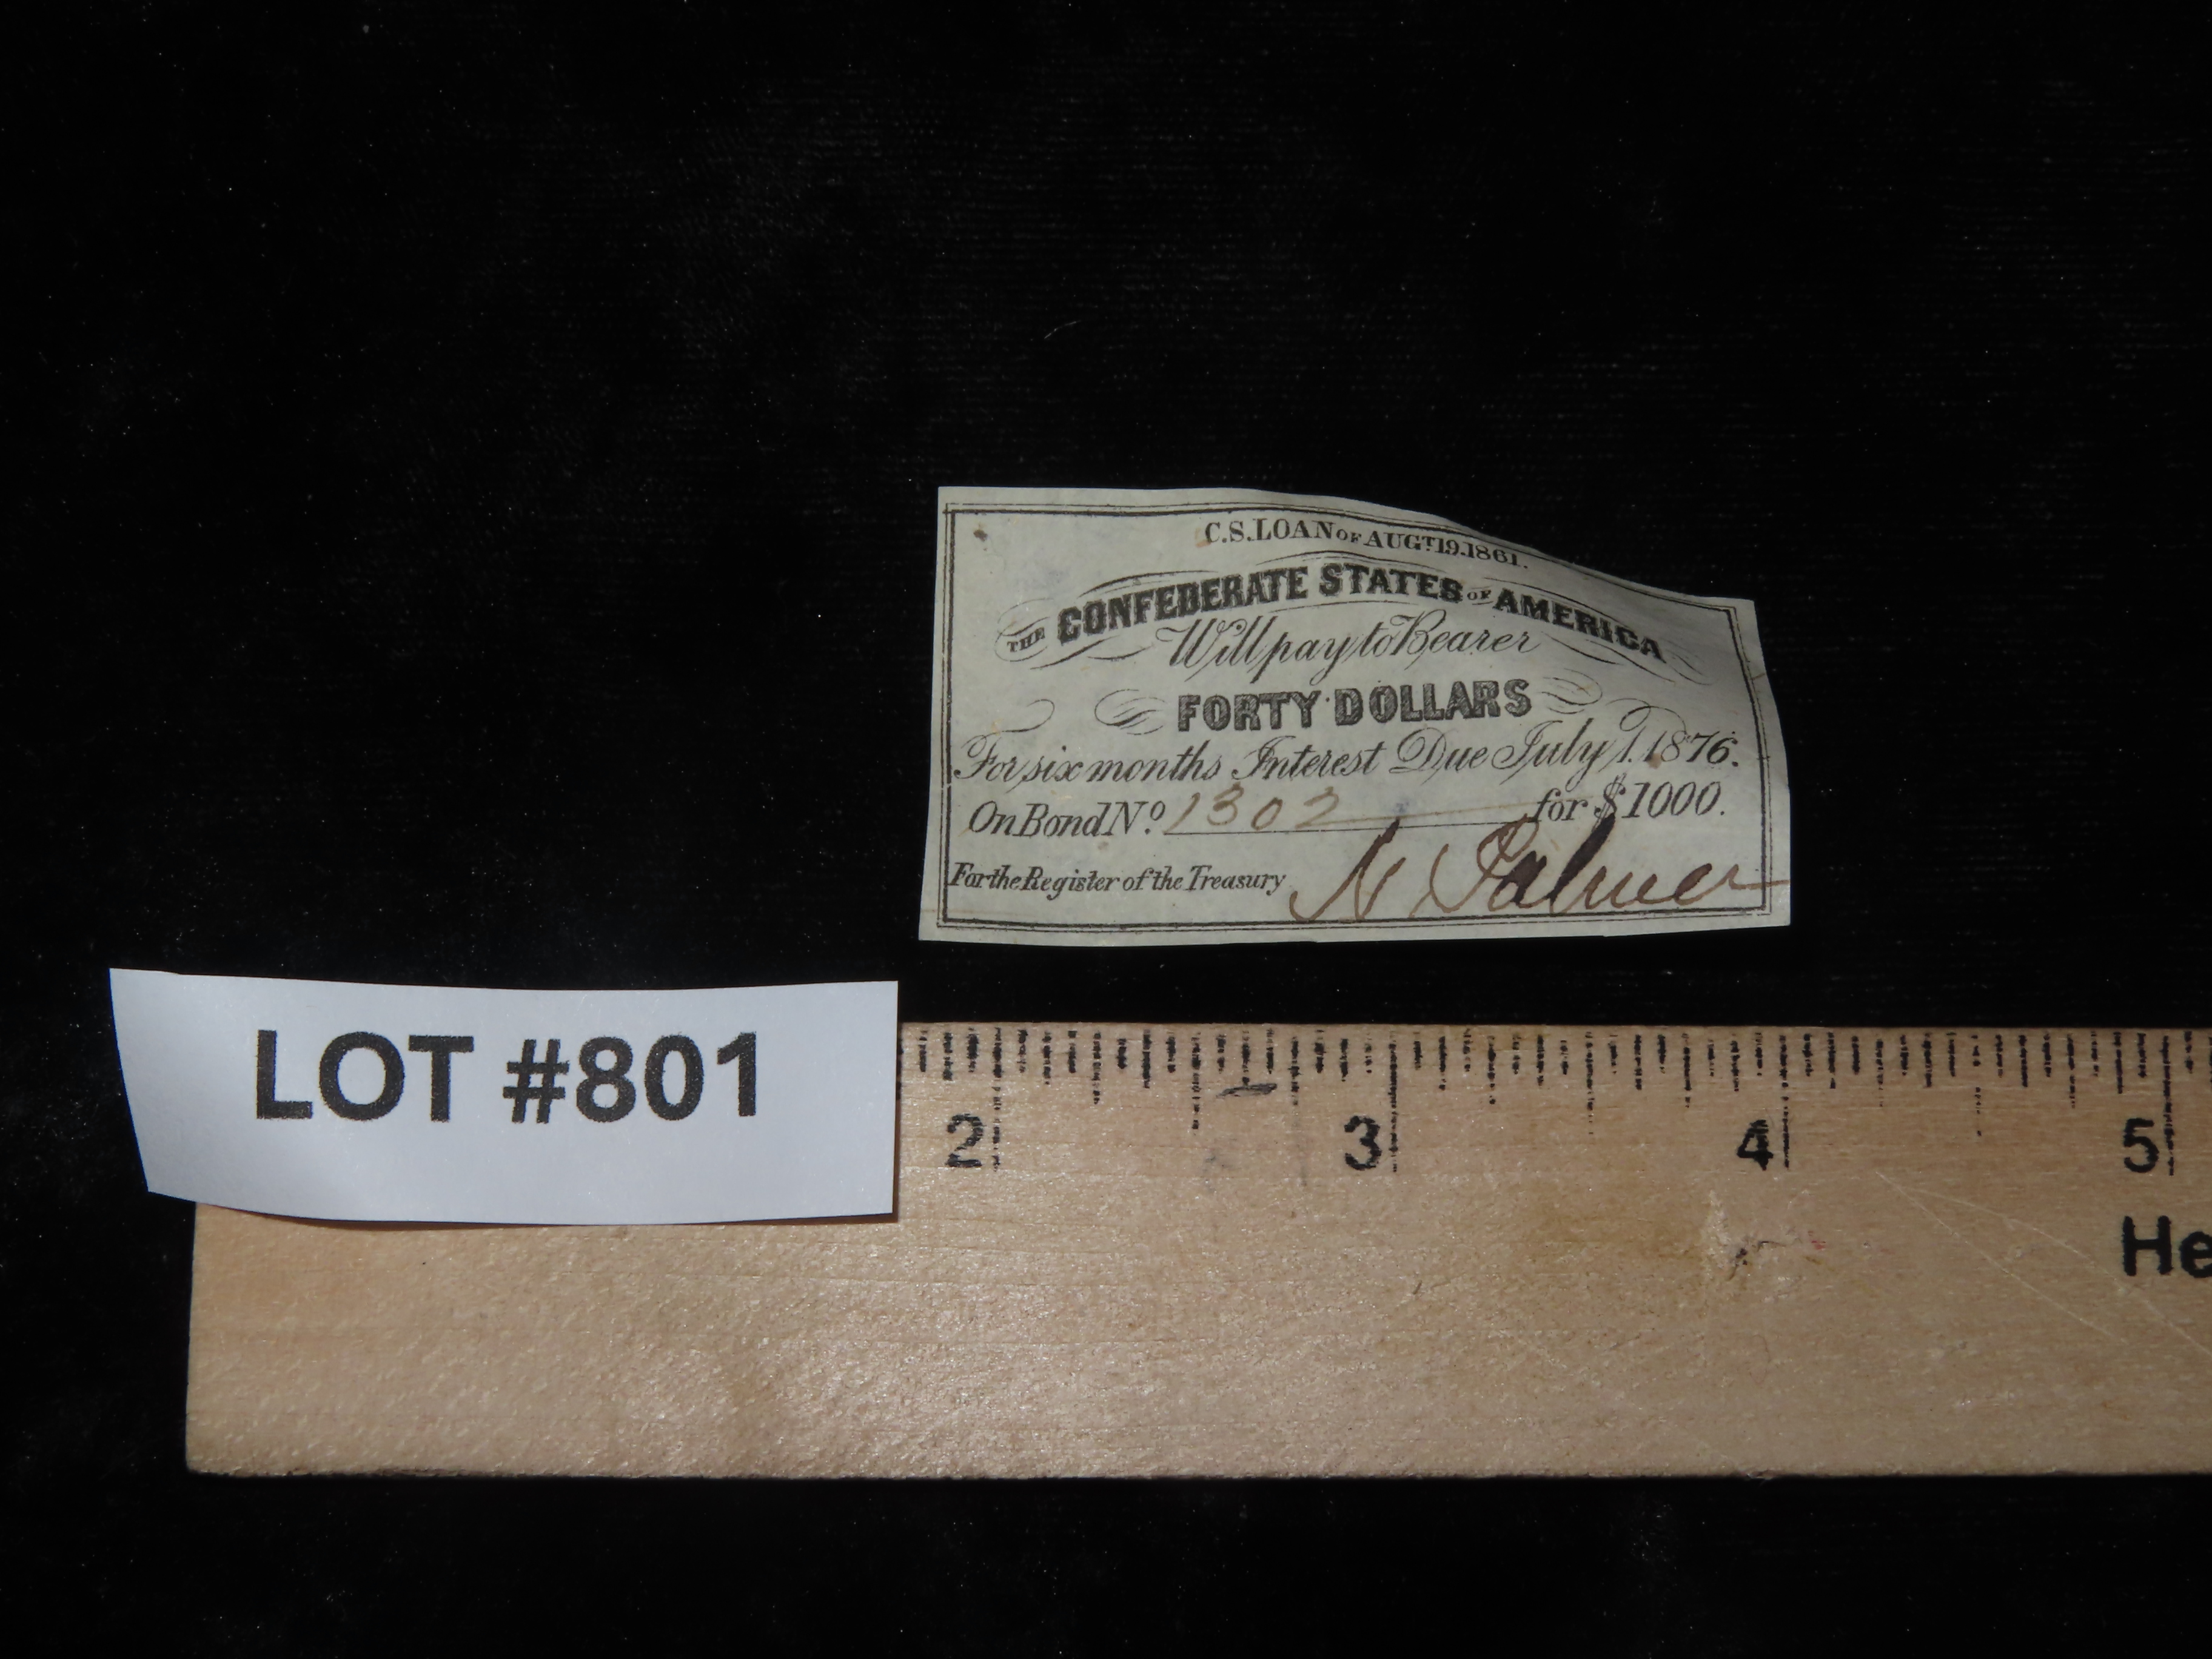 C.S. LOAN OF AUGT. 19. 1861.
THE CONFEDERATE STATES OF AMERICA
Will pay to Bearer
FORTY DOLLARS
For six months Interest Due July 1. 1876.
On Bond No. 1302 for $1000.
For the Register of the Treasury N Palmer
LOT #801
2 3 4 5
He